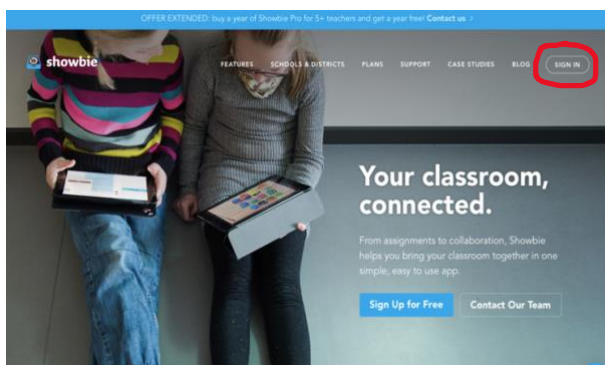 OFFER EXTENDED: buy a year of Showbie Pro for 5+ teachers and get a year free! Contact us >
showbie
FEATURES SCHOOLS & DISTRICTS PLANS SUPPORT CASE STUDIES BLOG SIGN IN
Your classroom,
connected.
From assignments to collaboration, Showbie
helps you bring your classroom together in one
simple, easy to use app.
Sign Up for Free Contact Our Team